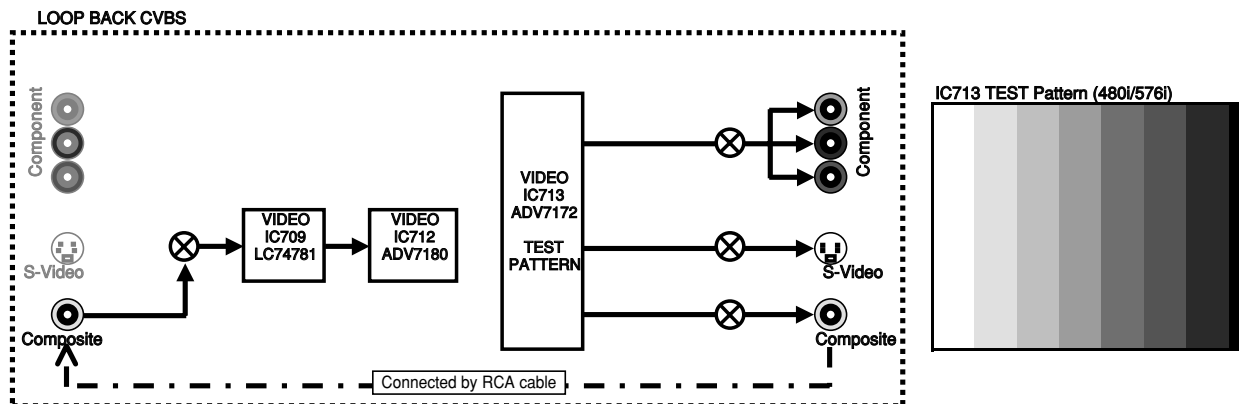 LOOP BACK CVBS
Component
S-Video
Composite
VIDEO
IC709
LC74781
VIDEO
IC712
ADV7180
VIDEO
IC713
ADV7172
TEST
PATTERN
Component
S-Video
Composite
Connected by RCA cable
IC713 TEST Pattern (480i/576i)